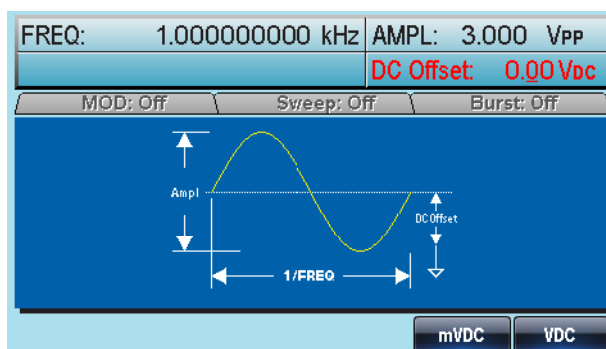 FREQ: 1.000000000 kHz AMPL: 3.000 VPP
DC Offset: 0.00 VDC
MOD: Off Sweep: Off Burst: Off
Ampl
DC Offset
1/FREQ
mVDC VDC